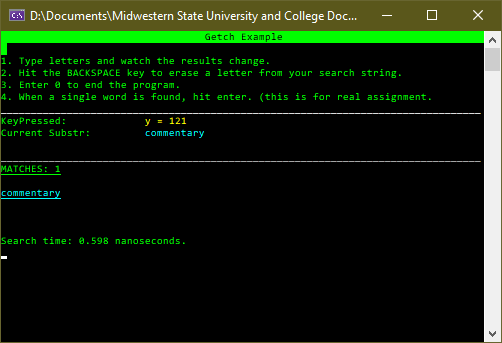 D:\Documents\Midwestern State University and College Doc...
Getch Example
1. Type letters and watch the results change.
2. Hit the BACKSPACE key to erase a letter from your search string.
3. Enter 0 to end the program.
4. When a single word is found, hit enter. (this is for real assignment.
KeyPressed: y = 121
Current Substr: commentary
MATCHES: 1
commentary
Search time: 0.598 nanoseconds.